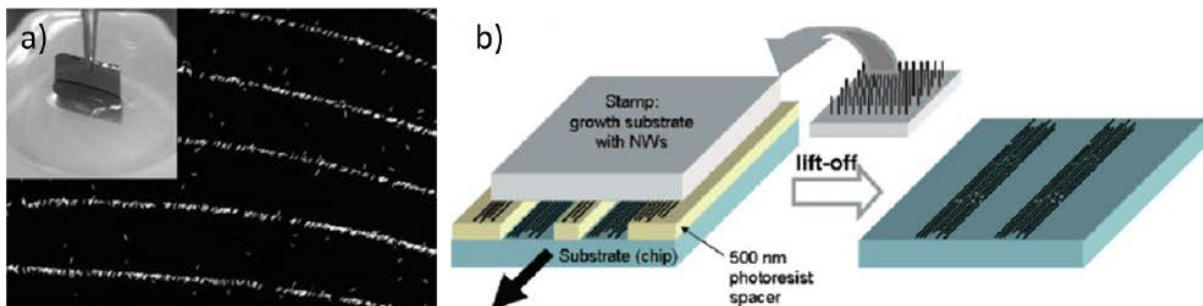 a)
b)
Stamp:
growth substrate
with NWs
lift-off
Substrate (chip)
500 nm
photoresist
spacer